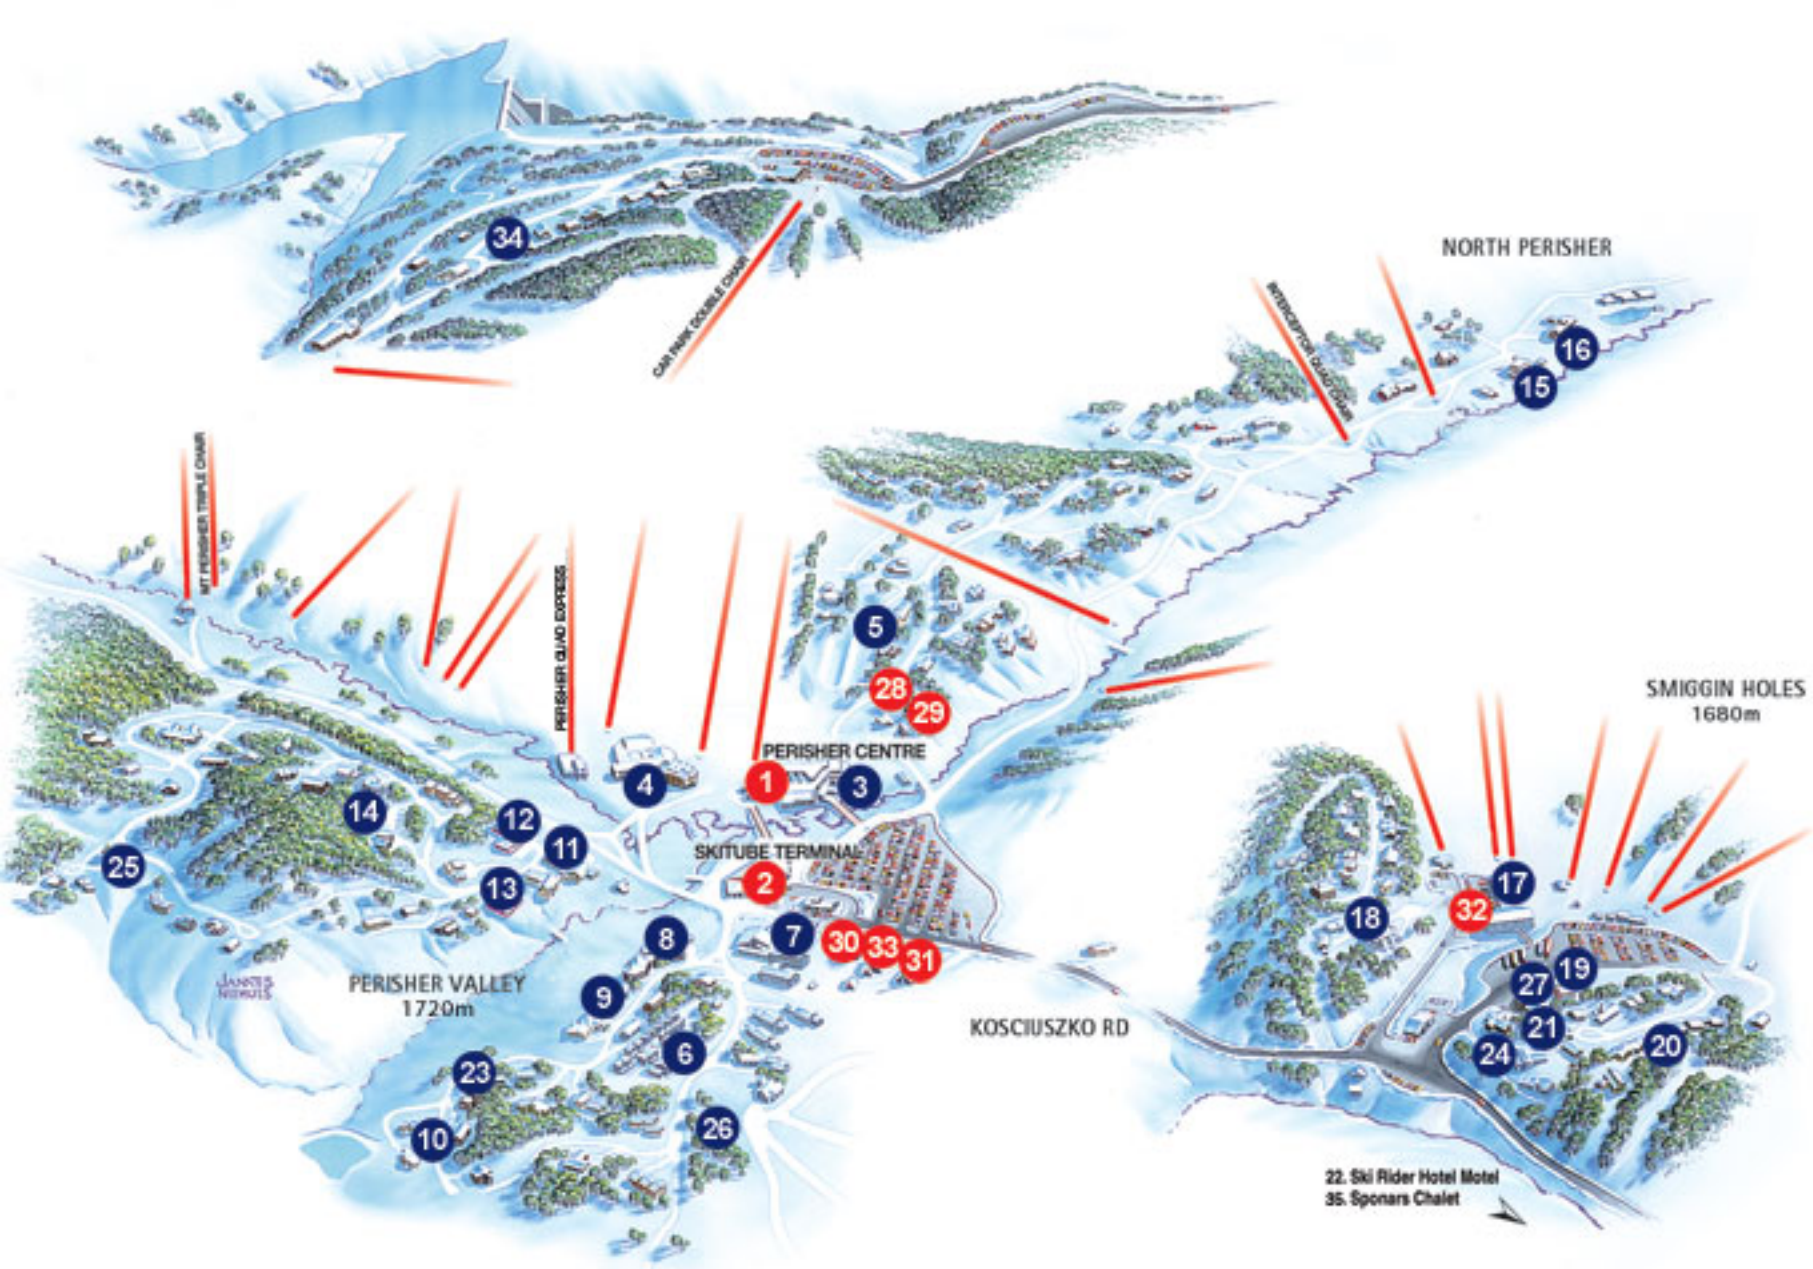 34
CAR PARK DOUBLE CHAIR
NORTH PERISHER
INTERCEPTOR QUAD CHAIR
16
15
MT PERISHER TRIPLE CHAIR
PERISHER QUAD EXPRESS
5
28
29
SMIGGIN HOLES
1680m
PERISHER CENTRE
1
3
4
14
12
11
SKITUBE TERMINAL
2
25
13
17
32
18
8
7
30
33
31
PERISHER VALLEY
1720m
9
19
27
KOSCIUSZKO RD
21
20
24
6
23
26
10
22. Ski Rider Hotel Motel
35. Sponars Chalet